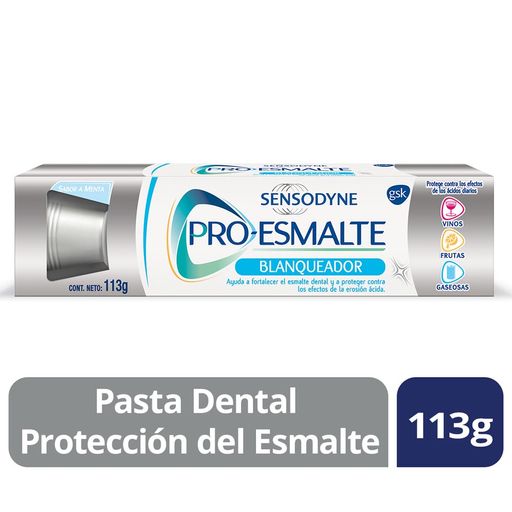 SABOR A MENTA
CONT. NETO: 113g
SENSODYNE
PRO-ESMALTE
BLANQUEADOR
Ayuda a fortalecer el esmalte dental y a proteger contra
los efectos de la erosión ácida.
gsk
Protege contra los efectos
de los ácidos diarios
VINOS
FRUTAS
GASEOSAS
Pasta Dental
Protección del Esmalte
113g